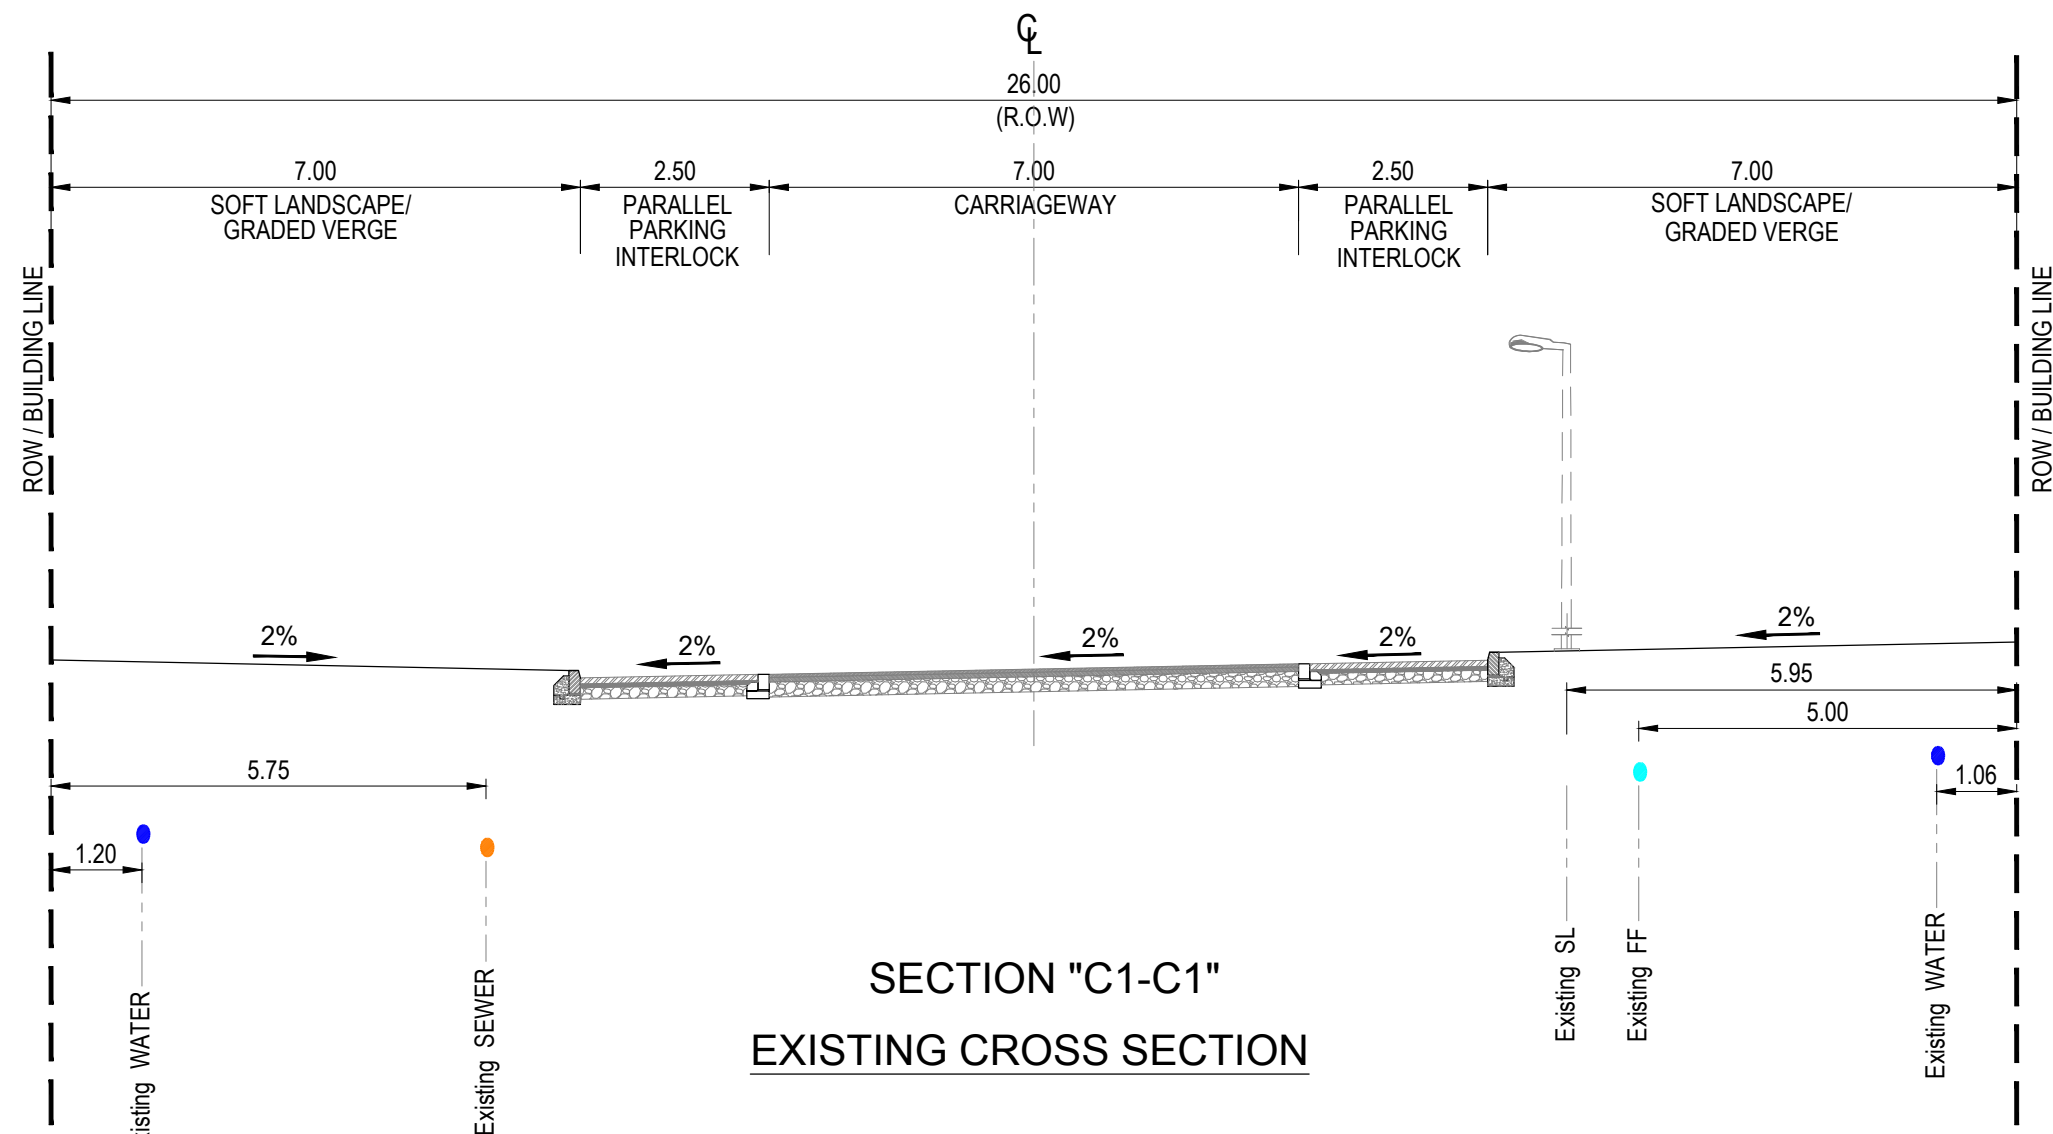 ℄
26.00
(R.O.W)
7.00
2.50
7.00
2.50
7.00
SOFT LANDSCAPE/
GRADED VERGE
PARALLEL
PARKING
INTERLOCK
CARRIAGEWAY
PARALLEL
PARKING
INTERLOCK
SOFT LANDSCAPE/
GRADED VERGE
ROW / BUILDING LINE
ROW / BUILDING LINE
2%
2%
2%
2%
2%
5.95
5.00
5.75
1.06
1.20
Existing SL
Existing FF
Existing WATER
isting WATER
Existing SEWER
SECTION "C1-C1"
EXISTING CROSS SECTION